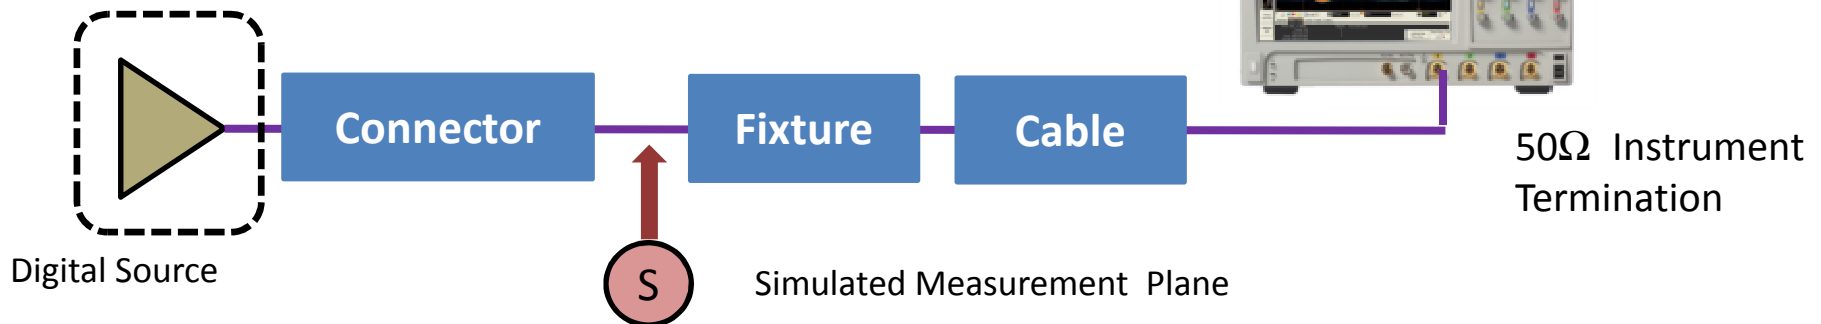 Connector
Fixture
Cable
50Ω Instrument
Termination
Digital Source
S
Simulated Measurement Plane